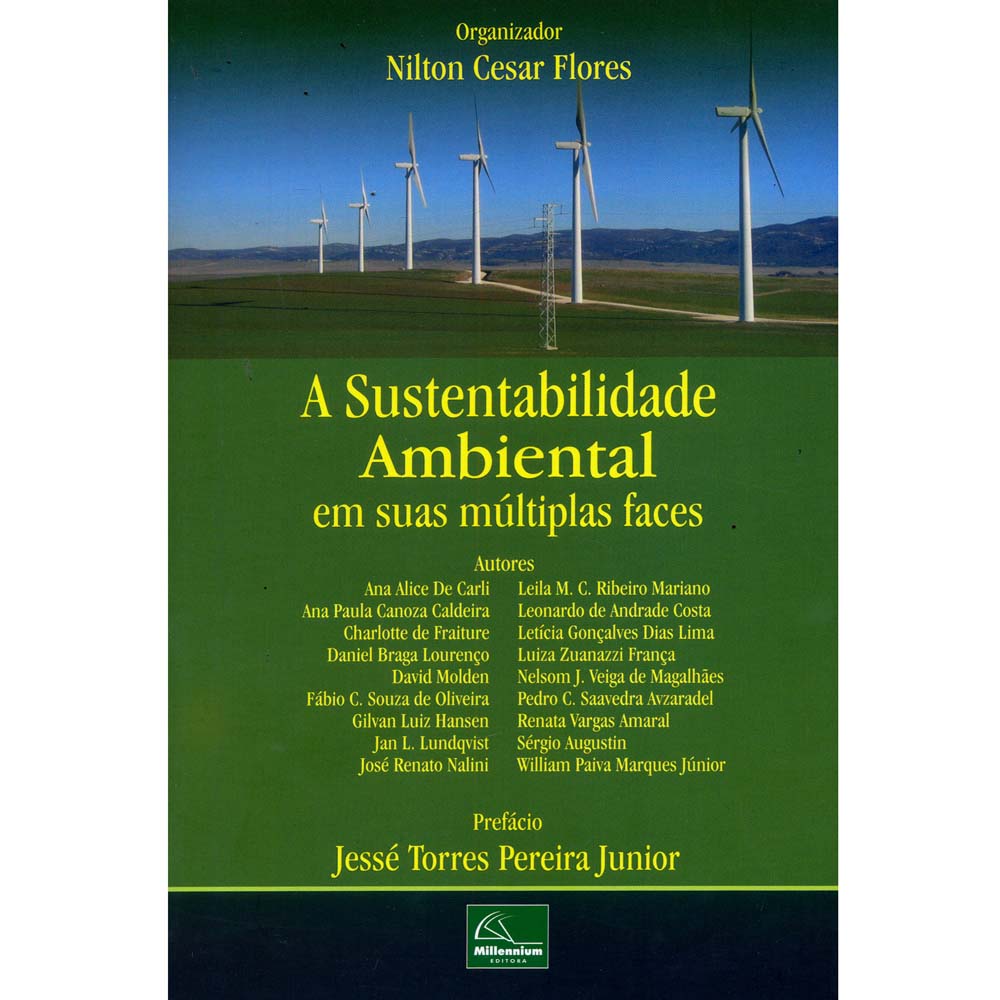 Organizador
Nilton Cesar Flores
A Sustentabilidade
Ambiental
em suas múltiplas faces
Autores
Ana Alice De Carli
Ana Paula Canoza Caldeira
Charlotte de Fraiture
Daniel Braga Lourenço
David Molden
Fábio C. Souza de Oliveira
Gilvan Luiz Hansen
Jan L. Lundqvist
José Renato Nalini
Leila M. C. Ribeiro Mariano
Leonardo de Andrade Costa
Letícia Gonçalves Dias Lima
Luiza Zuanazzi França
Nelsom J. Veiga de Magalhães
Pedro C. Saavedra Avzaradel
Renata Vargas Amaral
Sérgio Augustin
William Paiva Marques Júnior
Prefácio
Jessé Torres Pereira Junior
Millennium
EDITORA